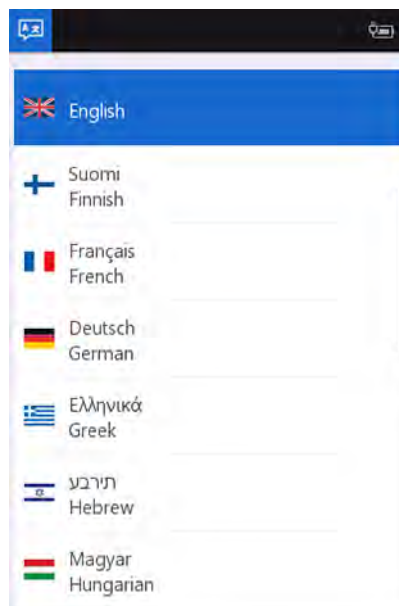 English
Suomi
Finnish
Français
French
Deutsch
German
Ελληνικά
Greek
עברית
Hebrew
Magyar
Hungarian